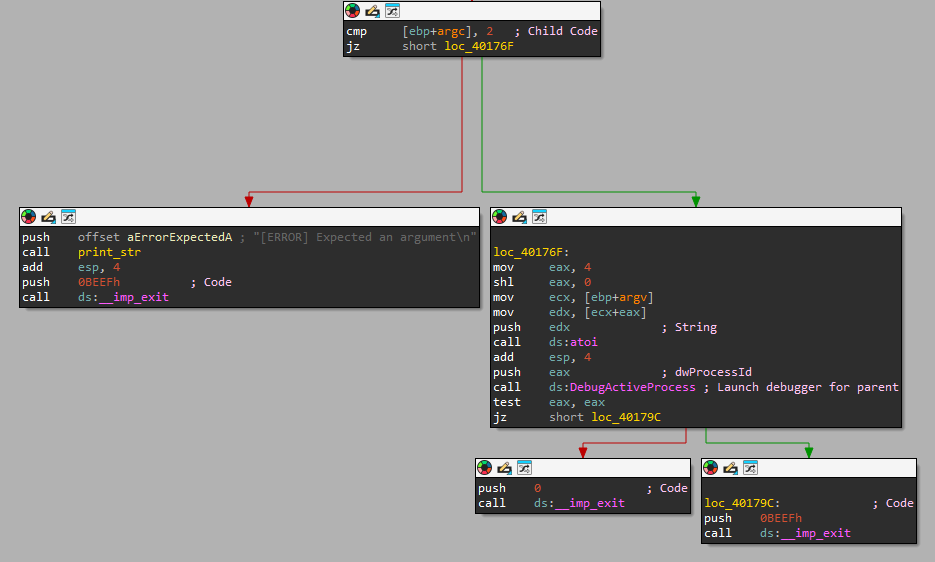 cmp [ebp+argc], 2 ; Child Code
jz short loc_40176F
push offset aErrorExpectedA ; "[ERROR] Expected an argument\n"
call print_str
add esp, 4
push 0BEEFh ; Code
call ds:__imp_exit
loc_40176F:
mov eax, 4
shl eax, 0
mov ecx, [ebp+argv]
mov edx, [ecx+eax]
push edx ; String
call ds:atoi
add esp, 4
push eax ; dwProcessId
call ds:DebugActiveProcess ; Launch debugger for parent
test eax, eax
jz short loc_40179C
push 0 ; Code
call ds:__imp_exit
loc_40179C: ; Code
push 0BEEFh
call ds:__imp_exit